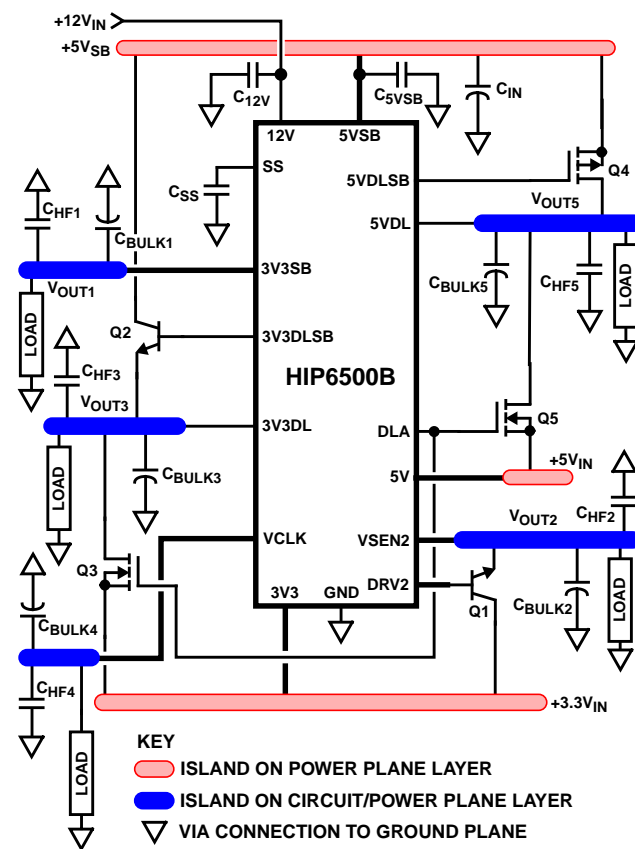 +12VIN
+5VSB
C12V
C5VSB
CIN
12V
5VSB
SS
CSS
5VDLSB
Q4
CHF1
CBULK1
5VDL
VOUT5
3V3SB
VOUT1
CBULK5
CHF5
LOAD
LOAD
Q2
3V3DLSB
CHF3
HIP6500B
VOUT3
3V3DL
DLA
Q5
+5VIN
5V
LOAD
CBULK3
VOUT2
CHF2
VCLK
VSEN2
Q3
3V3
GND
DRV2
Q1
CBULK2
LOAD
CBULK4
CHF4
LOAD
+3.3VIN
KEY
ISLAND ON POWER PLANE LAYER
ISLAND ON CIRCUIT/POWER PLANE LAYER
VIA CONNECTION TO GROUND PLANE